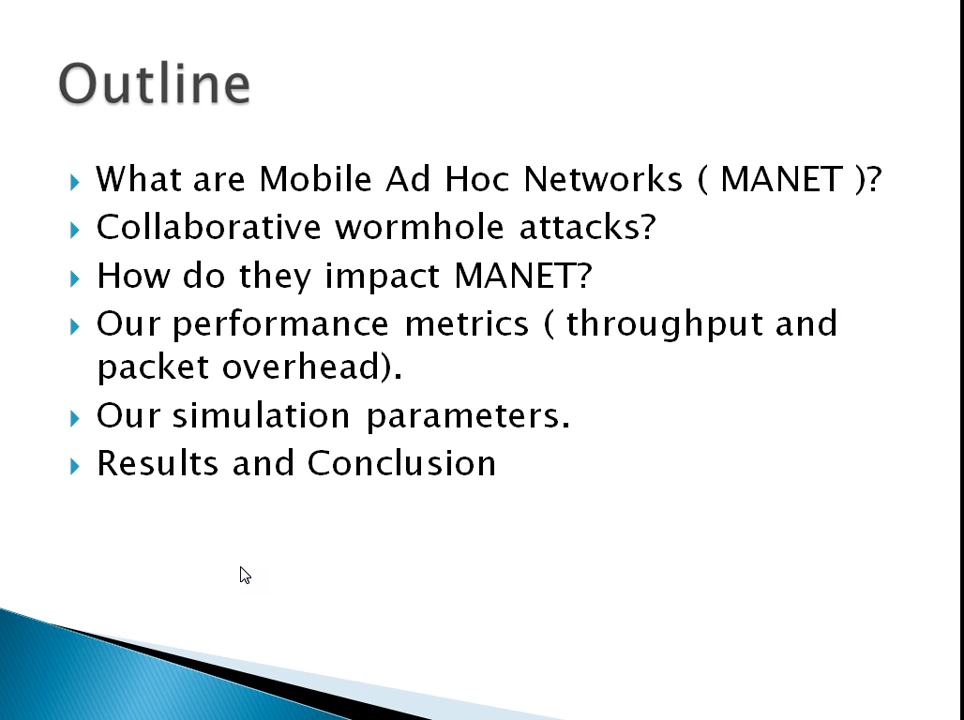 Outline
What are Mobile Ad Hoc Networks ( MANET )?
Collaborative wormhole attacks?
How do they impact MANET?
Our performance metrics ( throughput and
packet overhead).
Our simulation parameters.
Results and Conclusion